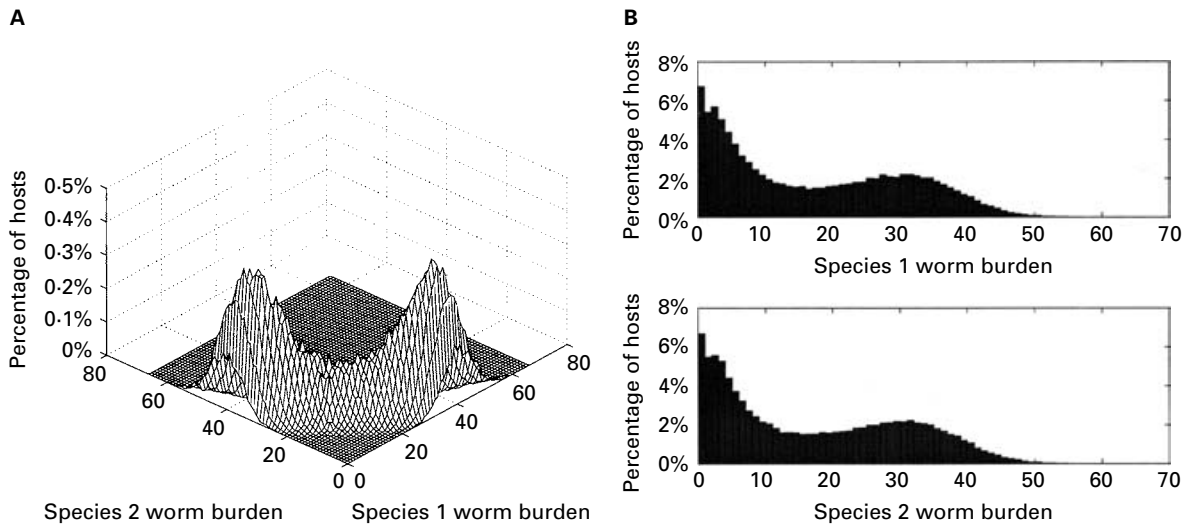 A
Percentage of hosts
0·5%
0·4%
0·3%
0·2%
0·1%
0%
80
60
40
20
0
0
20
40
60
80
Species 2 worm burden
Species 1 worm burden
B
Percentage of hosts
8%
6%
4%
2%
0%
0 10 20 30 40 50 60 70
Species 1 worm burden
Percentage of hosts
8%
6%
4%
2%
0%
0 10 20 30 40 50 60 70
Species 2 worm burden